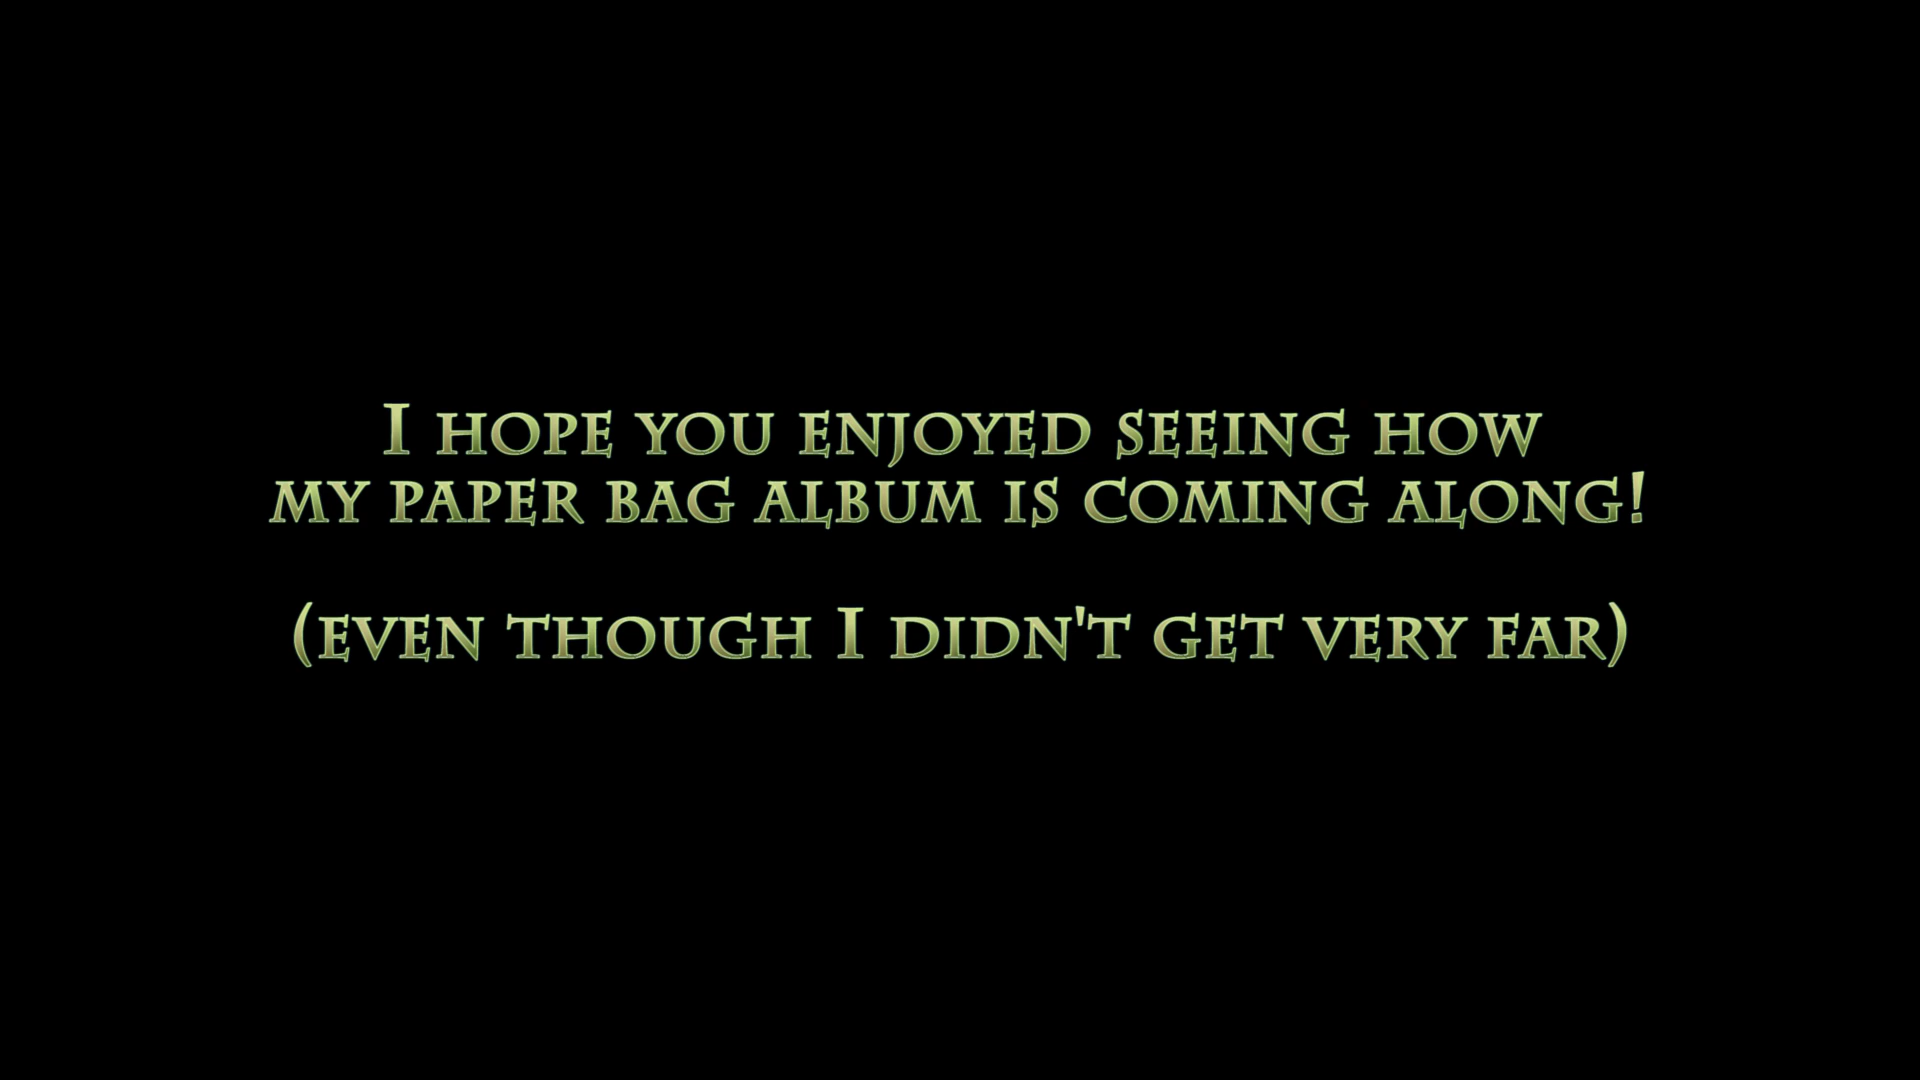 I hope you enjoyed seeing how
my paper bag album is coming along!
(even though I didn't get very far)